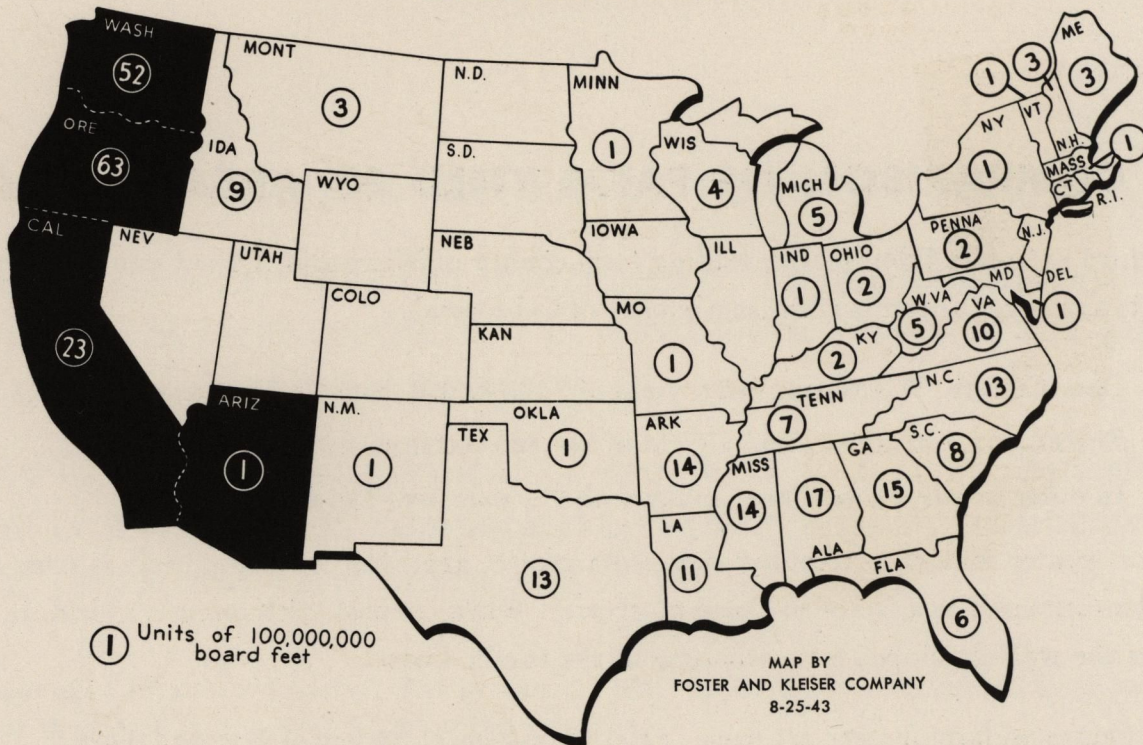 WASH
52
ORE
63
CAL
23
NEV
IDA
9
MONT
3
WYO
UTAH
COLO
ARIZ
1
N.M.
1
N.D.
S.D.
NEB
KAN
OKLA
1
TEX
13
MINN
1
IOWA
MO
1
ARK
14
LA
11
WIS
4
ILL
MICH
5
IND
1
OHIO
2
KY
2
TENN
7
MISS
14
ALA
17
GA
15
FLA
6
S.C.
8
N.C
13
VA
10
W.VA
5
MD
DEL
1
PENNA
2
N.J.
NY
1
1
VT
3
N.H.
ME
3
MASS
1
CT
R.I.
1 Units of 100,000,000
board feet
MAP BY
FOSTER AND KLEISER COMPANY
8-25-43